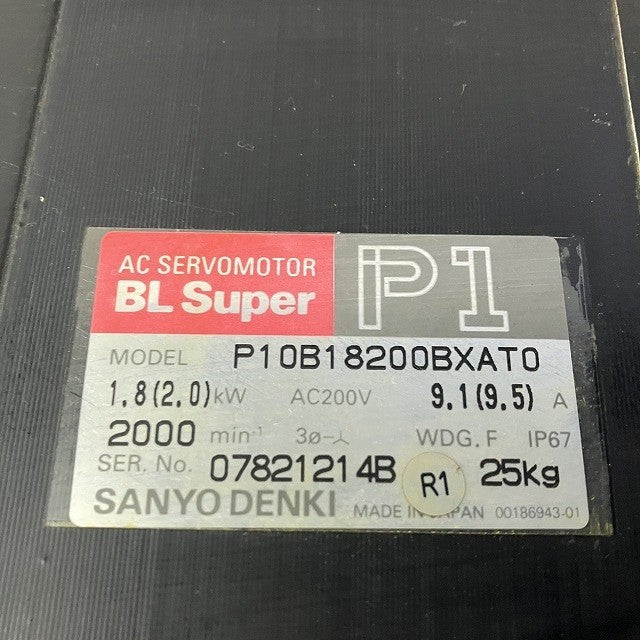 AC SERVOMOTOR
BL Super
P1
MODEL P10B18200BXAT0
1.8(2.0)kW AC200V 9.1(9.5) A
2000 min⁻¹ 3ø-⅄ WDG. F IP67
SER. No. 07821214B R1 25kg
SANYO DENKI MADE IN JAPAN 00186943-01